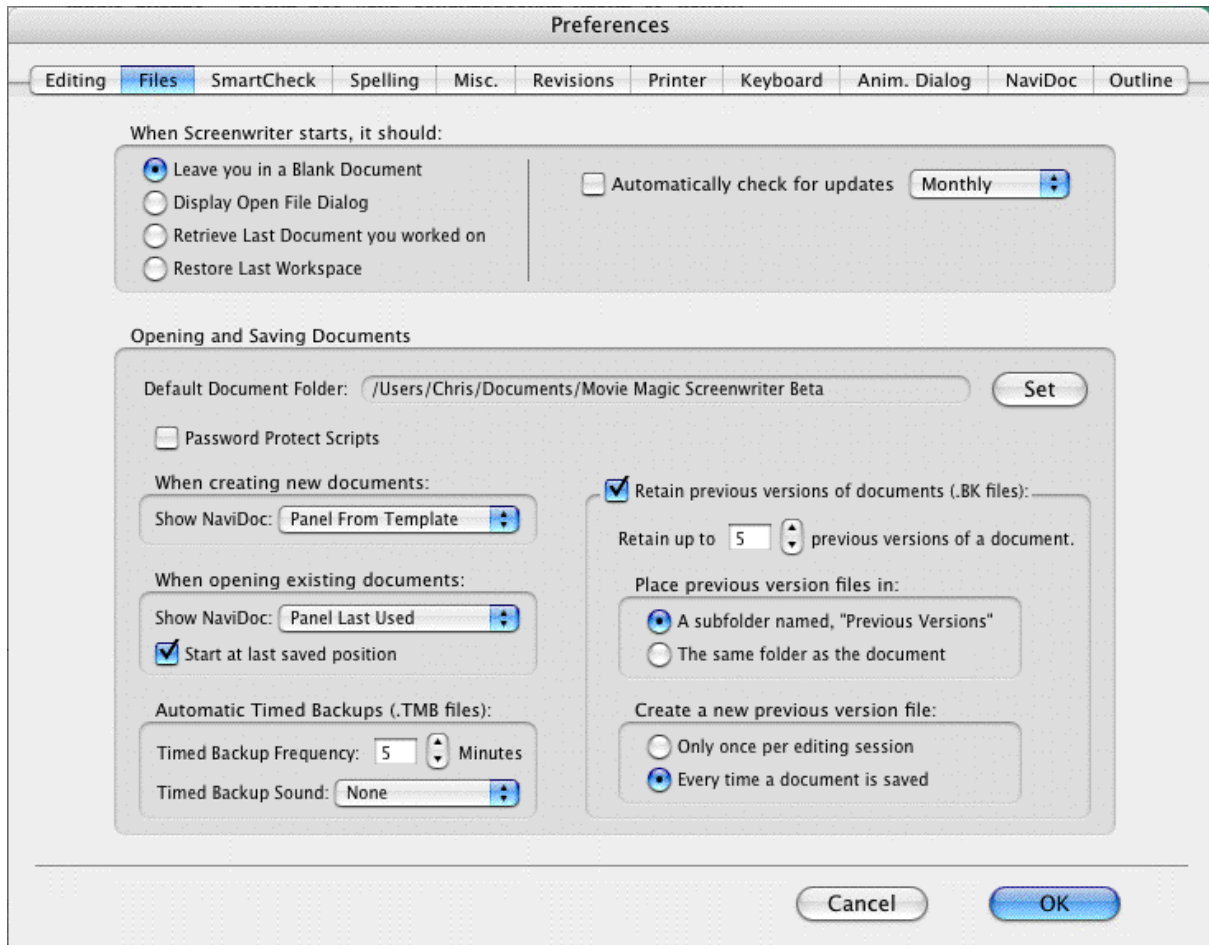 Preferences
Editing Files SmartCheck Spelling Misc. Revisions Printer Keyboard Anim. Dialog NaviDoc Outline
When Screenwriter starts, it should:
Leave you in a Blank Document
Display Open File Dialog
Retrieve Last Document you worked on
Restore Last Workspace
Automatically check for updates Monthly
Opening and Saving Documents
Default Document Folder: /Users/Chris/Documents/Movie Magic Screenwriter Beta Set
Password Protect Scripts
When creating new documents:
Show NaviDoc: Panel From Template
When opening existing documents:
Show NaviDoc: Panel Last Used
Start at last saved position
Automatic Timed Backups (.TMB files):
Timed Backup Frequency: 5 Minutes
Timed Backup Sound: None
Retain previous versions of documents (.BK files):
Retain up to 5 previous versions of a document.
Place previous version files in:
A subfolder named, "Previous Versions"
The same folder as the document
Create a new previous version file:
Only once per editing session
Every time a document is saved
Cancel OK